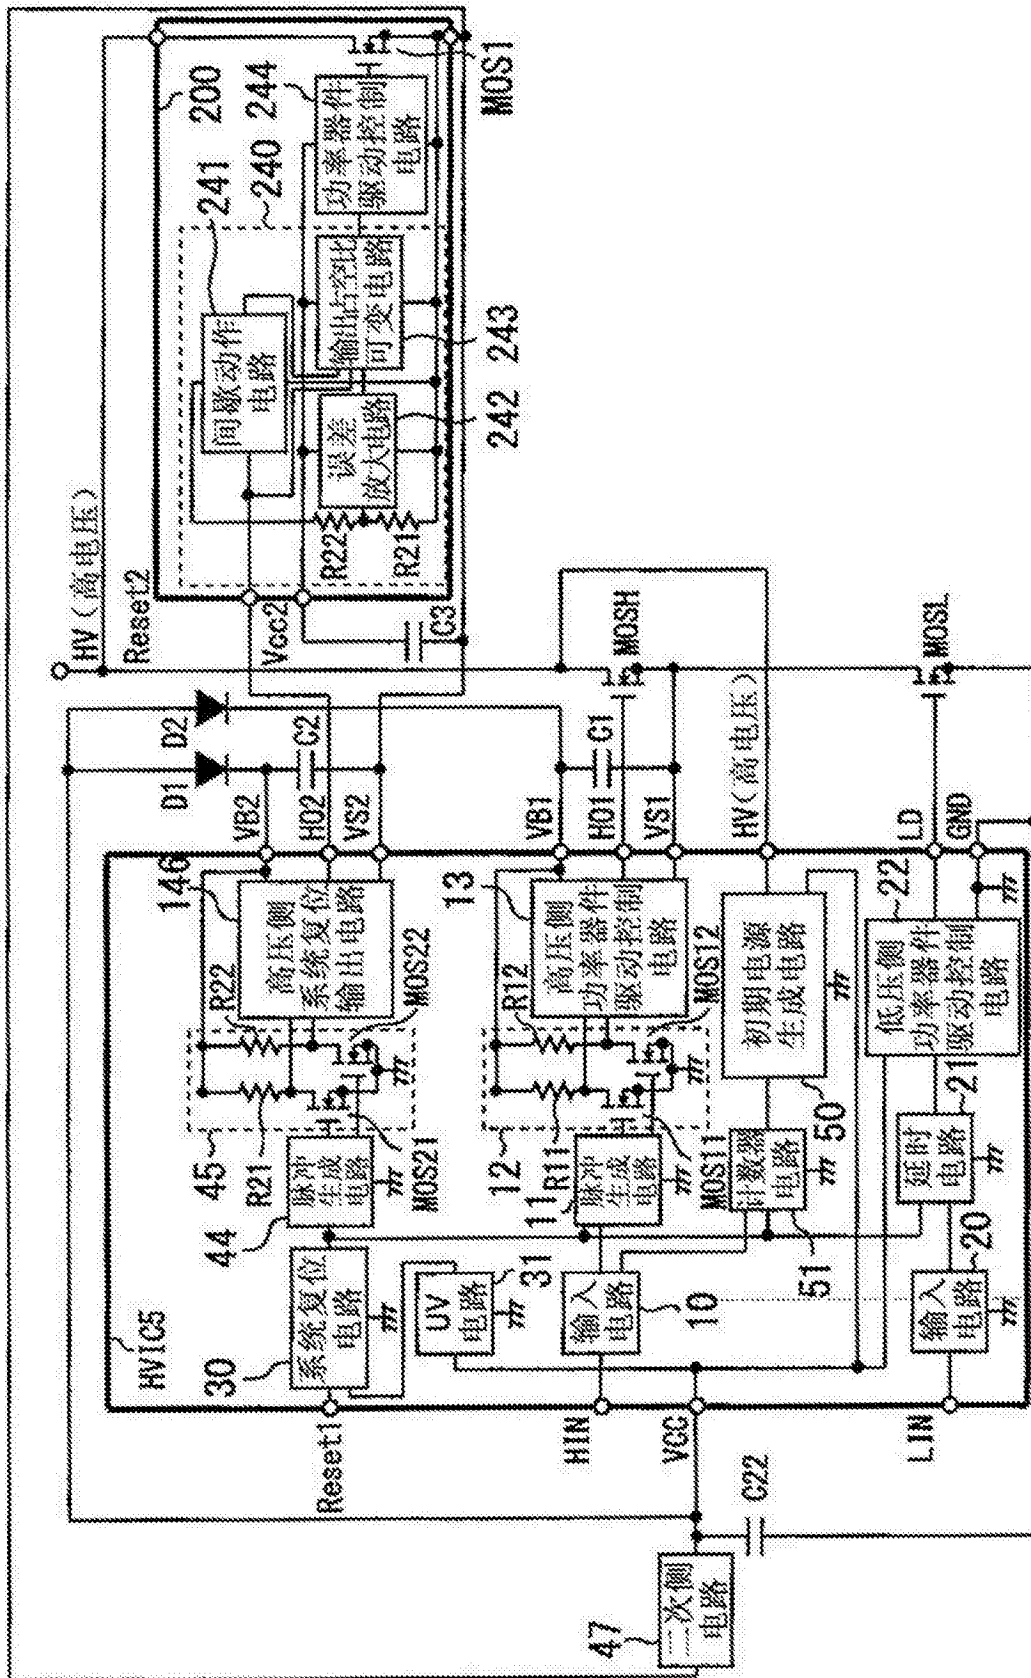 HVIC5
Reset1
HIN
VCC
LIN
30
系统复位
电路
44
脉冲
生成
电路
45
R21
R22
MOS21
MOS22
146
高压侧
系统复位
输出电路
VB2
HO2
VS2
D1
D2
C2
UV
电路
31
输入
电路
10
11
脉冲
生成
电路
12
R11
R12
MOS11
MOS12
13
高压侧
功率器件
驱动控制
电路
VB1
HO1
VS1
C1
MOSH
计数器
电路
51
初期电源
生成电路
50
HV(高电压)
输入
电路
20
延时
电路
21
低压侧
功率器件
驱动控制
电路
22
LD
GND
MOSL
47
二次侧
电路
C22
HV(高电压)
Reset2
Vcc2
C3
200
240
241
间歇动作
电路
R22
R21
误差
放大电路
242
输出占空比
可变电路
243
功率器件
驱动控制
电路
244
MOS1